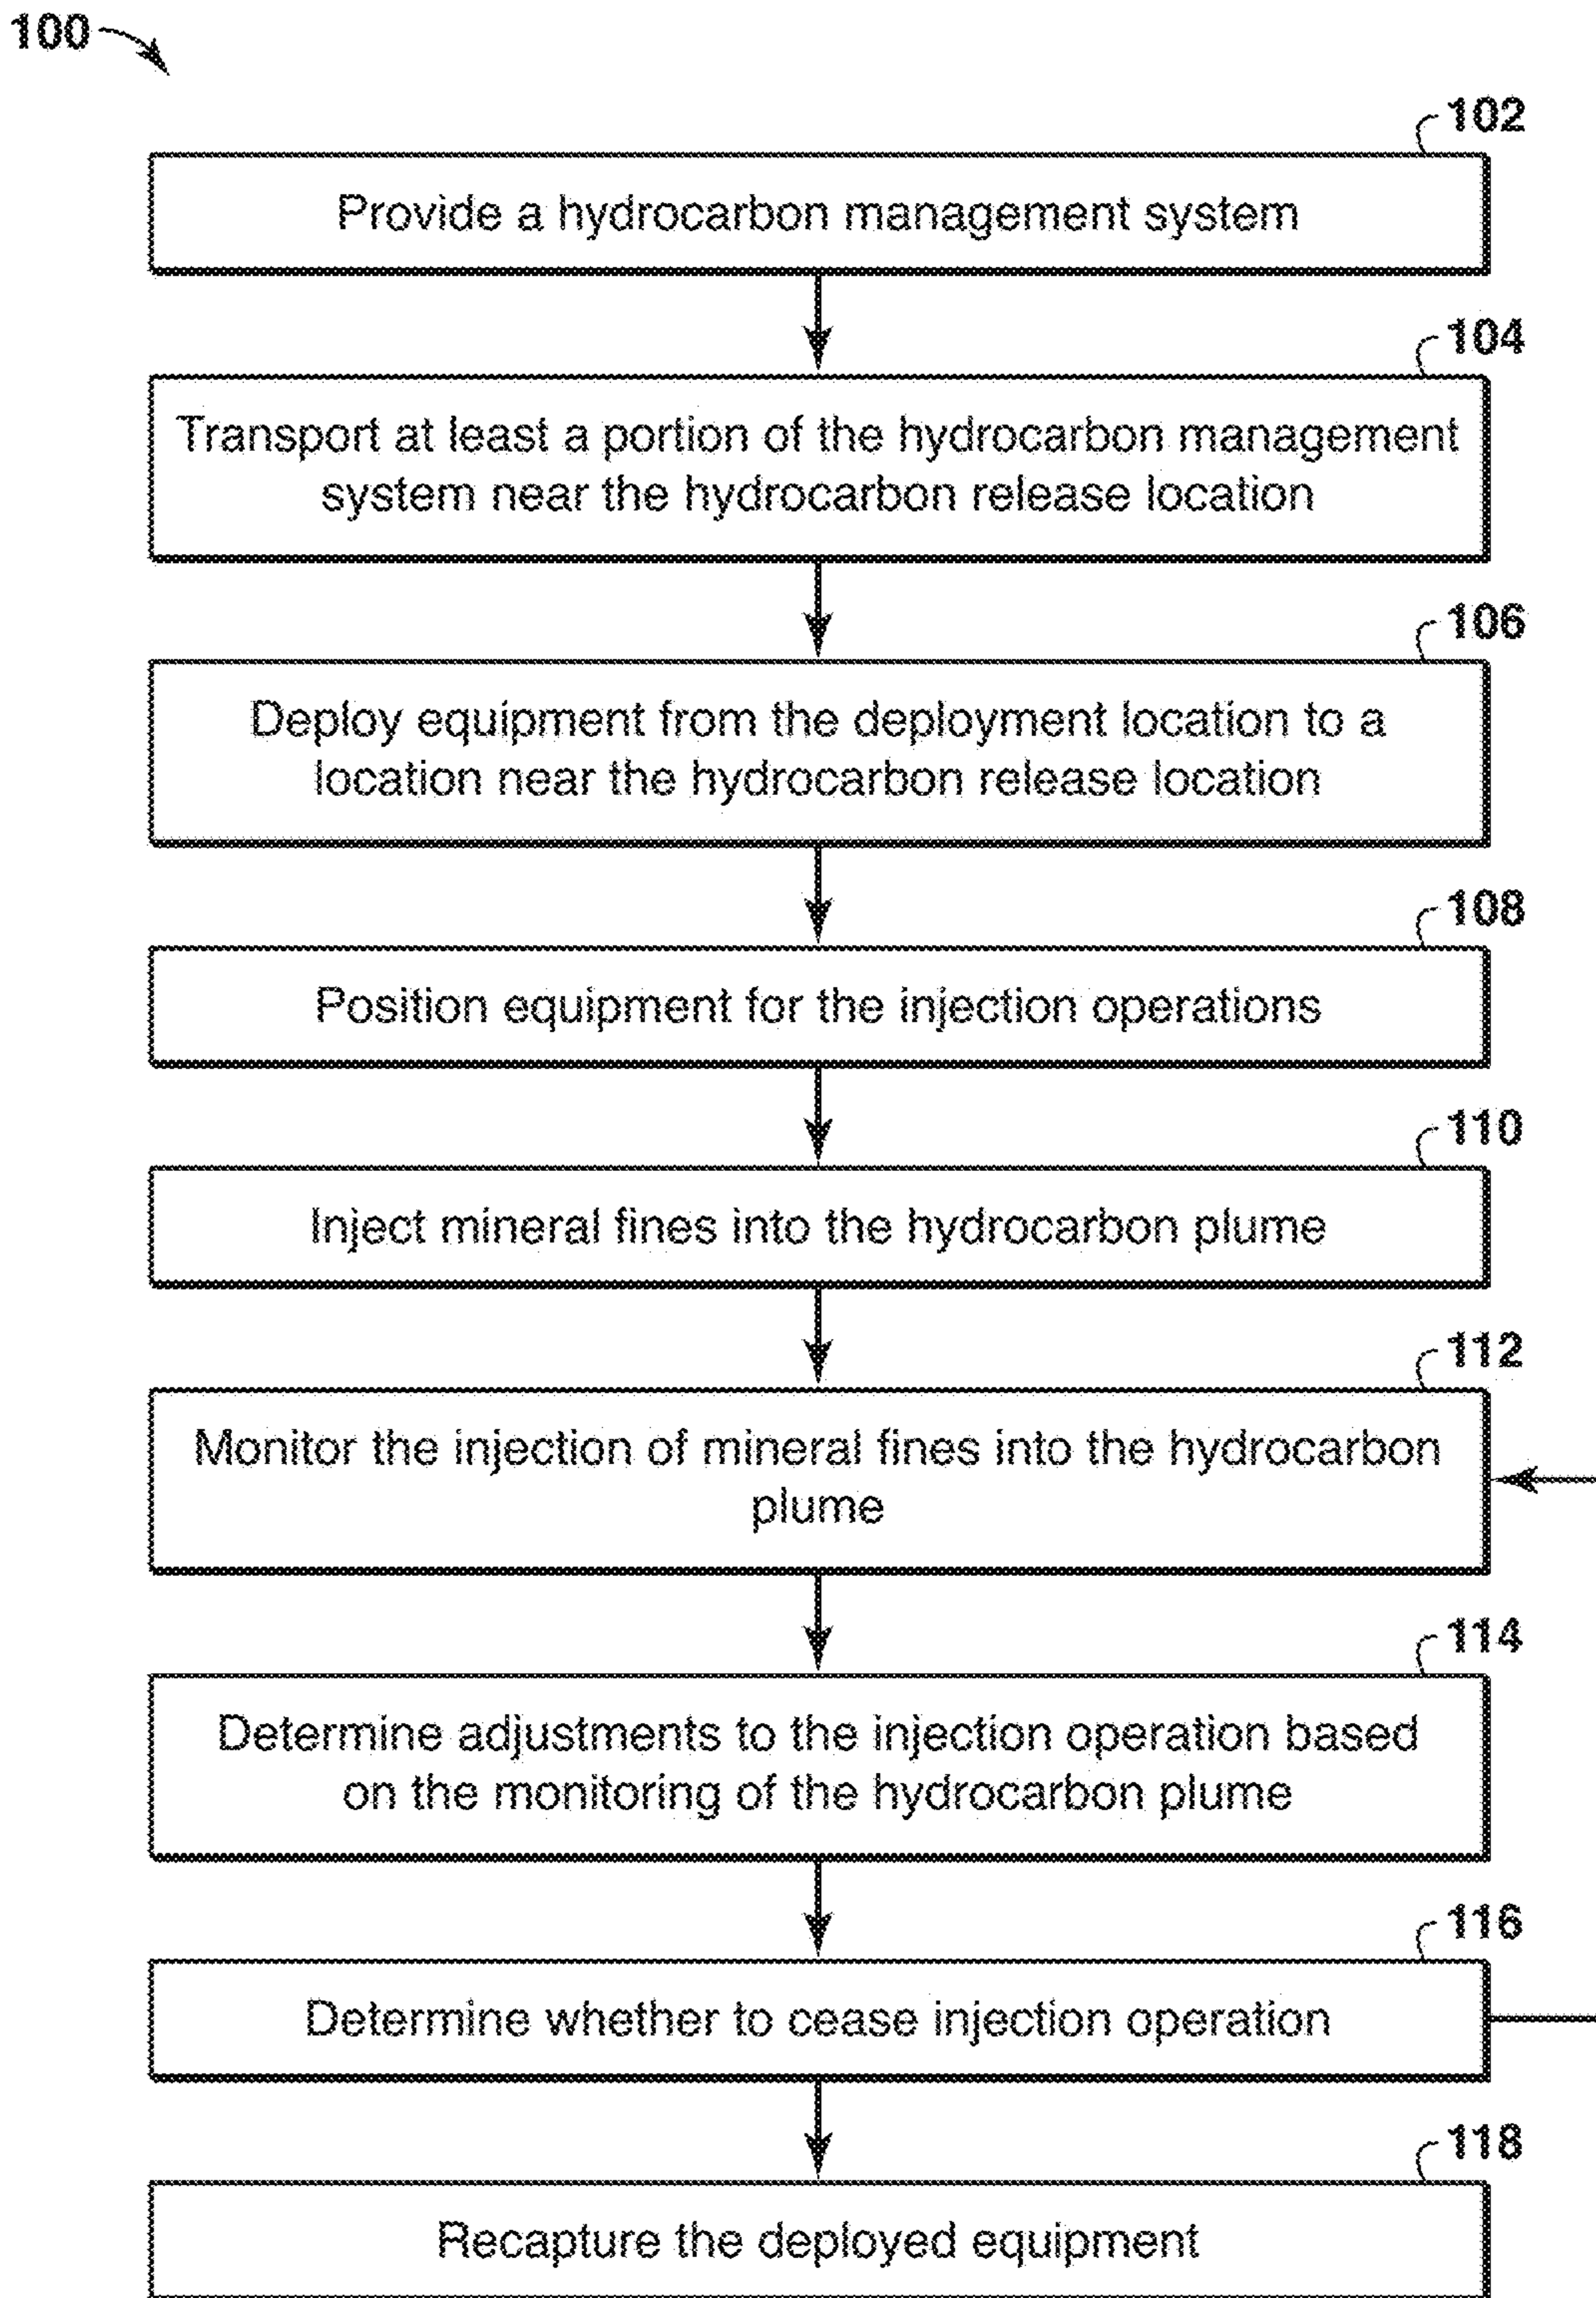 100
102
Provide a hydrocarbon management system
104
Transport at least a portion of the hydrocarbon management
system near the hydrocarbon release location
106
Deploy equipment from the deployment location to a
location near the hydrocarbon release location
108
Position equipment for the injection operations
110
Inject mineral fines into the hydrocarbon plume
112
Monitor the injection of mineral fines into the hydrocarbon
plume
114
Determine adjustments to the injection operation based
on the monitoring of the hydrocarbon plume
116
Determine whether to cease injection operation
118
Recapture the deployed equipment